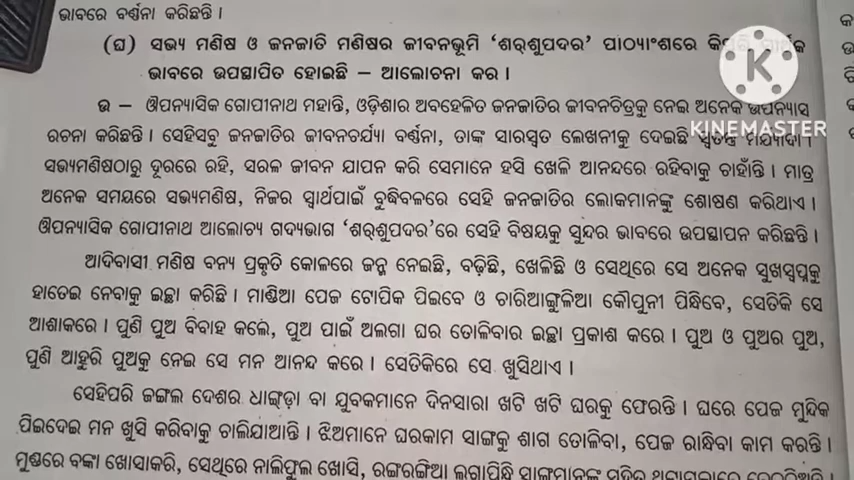 ଭାବରେ ବର୍ଣ୍ଣନା କରିଛନ୍ତି ।
(ଘ) ସଭ୍ୟ ମଣିଷ ଓ ଜନଜାତି ମଣିଷର ଜୀବନଭୂମି ‘ଶରଶୁପଦର’ ପାଠ୍ୟାଂଶରେ
ଭାବରେ ଉପସ୍ଥାପିତ ହୋଇଛି – ଆଲୋଚନା କର ।
ଉ – ଔପନ୍ୟାସିକ ଗୋପୀନାଥ ମହାନ୍ତି, ଓଡ଼ିଶାର ଅବହେଳିତ ଜନଜାତିର ଜୀବନଚିତ୍ରକୁ ନେଇ ଅନେକ ଉପନ୍ୟାସ
ରଚନା କରିଛନ୍ତି । ସେହିସବୁ ଜନଜାତିର ଜୀବନଚର୍ଯ୍ୟା ବର୍ଣ୍ଣନା, ତାଙ୍କ ସାରସ୍ୱତ ଲେଖନୀକୁ ଦେଇଛି ସ୍ୱତନ୍ତ୍ର ମର୍ଯ୍ୟାଦା ।
ସଭ୍ୟମଣିଷଠାରୁ ଦୂରରେ ରହି, ସରଳ ଜୀବନ ଯାପନ କରି ସେମାନେ ହସି ଖେଳି ଆନନ୍ଦରେ ରହିବାକୁ ଚାହାଁନ୍ତି । ମାତ୍ର
ଅନେକ ସମୟରେ ସଭ୍ୟମଣିଷ, ନିଜର ସ୍ୱାର୍ଥପାଇଁ ବୁଦ୍ଧିବଳରେ ସେହି ଜନଜାତିର ଲୋକମାନଙ୍କୁ ଶୋଷଣ କରିଥାଏ ।
ଔପନ୍ୟାସିକ ଗୋପୀନାଥ ଆଲୋଚ୍ୟ ଗଦ୍ୟଭାଗ ‘ଶରଶୁପଦର’ରେ ସେହି ବିଷୟକୁ ସୁନ୍ଦର ଭାବରେ ଉପସ୍ଥାପନ କରିଛନ୍ତି ।
ଆଦିବାସୀ ମଣିଷ ବନ୍ୟ ପ୍ରକୃତି କୋଳରେ ଜନ୍ମ ନେଇଛି, ବଢ଼ିଛି, ଖେଳିଛି ଓ ସେଥିରେ ସେ ଅନେକ ସୁଖସ୍ୱପ୍ନକୁ
ହାତେଇ ନେବାକୁ ଇଚ୍ଛା କରିଛି । ମାଣ୍ଡିଆ ପେଜ ଟୋପିକ ପିଇବେ ଓ ଚାରିଆଙ୍ଗୁଳିଆ କୌପୁନୀ ପିନ୍ଧିବେ, ସେତିକି ସେ
ଆଶାକରେ । ପୁଣି ପୁଅ ବିବାହ କଲେ, ପୁଅ ପାଇଁ ଅଲଗା ଘର ତୋଳିବାର ଇଚ୍ଛା ପ୍ରକାଶ କରେ । ପୁଅ ଓ ପୁଅର ପୁଅ,
ପୁଣି ଆହୁରି ପୁଅକୁ ନେଇ ସେ ମନ ଆନନ୍ଦ କରେ । ସେତିକିରେ ସେ ଖୁସିଥାଏ ।
ସେହିପରି ଜଙ୍ଗଲ ଦେଶର ଧାଙ୍ଗଡ଼ା ବା ଯୁବକମାନେ ଦିନସାରା ଖଟି ଖଟି ଘରକୁ ଫେରନ୍ତି । ଘରେ ପେଜ ମୁନ୍ଦିକ
ପିଇଦେଇ ମନ ଖୁସି କରିବାକୁ ଚାଲିଯାଆନ୍ତି । ଝିଅମାନେ ଘରକାମ ସାଙ୍ଗକୁ ଶାଗ ତୋଳିବା, ପେଜ ରାନ୍ଧିବା କାମ କରନ୍ତି ।
ମୁଣ୍ଡରେ ବଙ୍କା ଖୋସାକରି, ସେଥିରେ ନାଲିଫୁଲ ଖୋସି, ରଙ୍ଗରଙ୍ଗିଆ ଲୁଗାପିନ୍ଧି ସାଙ୍ଗମାନଙ୍କ ସହିତ
KINEMASTER